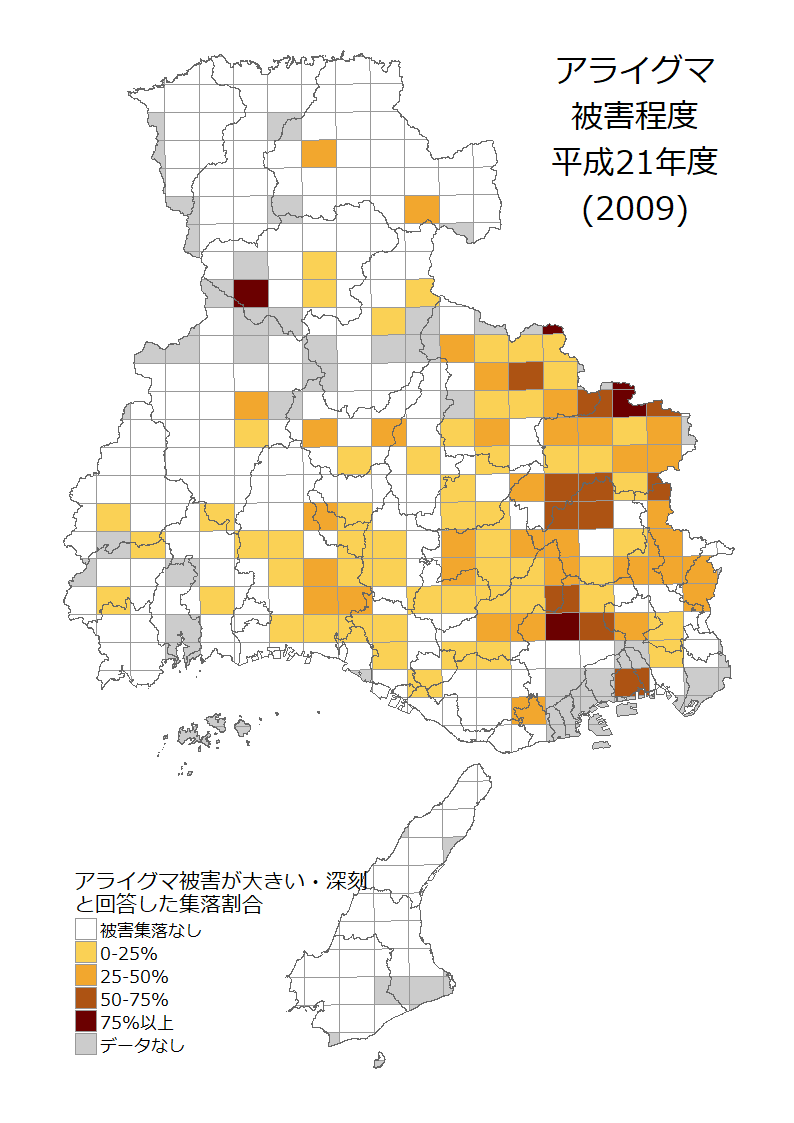 アライグマ
被害程度
平成21年度
(2009)
アライグマ被害が大きい・深刻
と回答した集落割合
被害集落なし
0-25%
25-50%
50-75%
75%以上
データなし